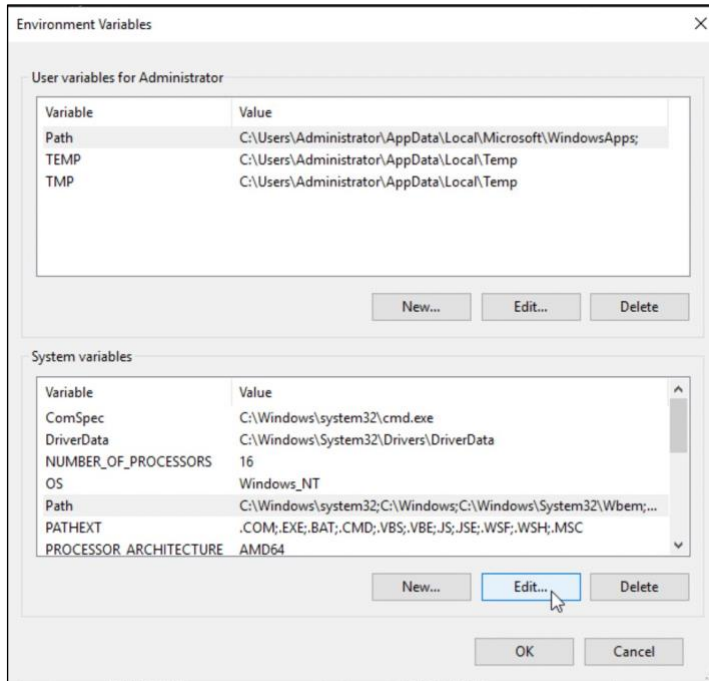 Environment Variables
User variables for Administrator
Variable Value
Path C:\Users\Administrator\AppData\Local\Microsoft\WindowsApps;
TEMP C:\Users\Administrator\AppData\Local\Temp
TMP C:\Users\Administrator\AppData\Local\Temp
New... Edit... Delete
System variables
Variable Value
ComSpec C:\Windows\system32\cmd.exe
DriverData C:\Windows\System32\Drivers\DriverData
NUMBER_OF_PROCESSORS 16
OS Windows_NT
Path C:\Windows\system32;C:\Windows;C:\Windows\System32\Wbem;...
PATHEXT .COM;.EXE;.BAT;.CMD;.VBS;.VBE;.JS;.JSE;.WSF;.WSH;.MSC
PROCESSOR_ARCHITECTURE AMD64
New... Edit... Delete
OK Cancel